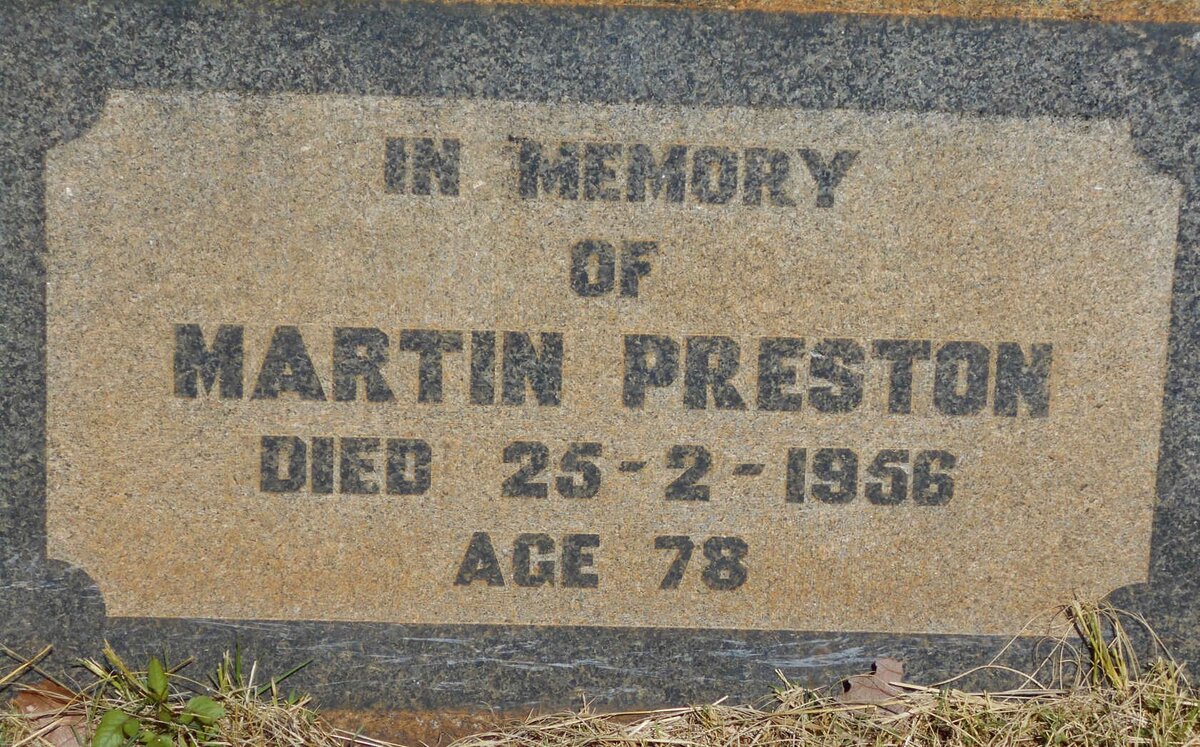 IN MEMORY
OF
MARTIN PRESTON
DIED 25-2-1956
AGE 78